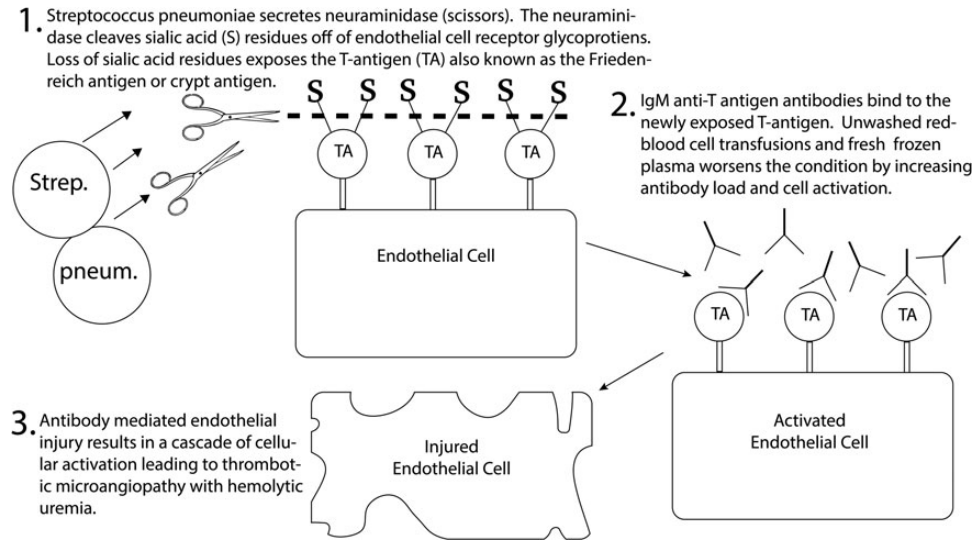 1. Streptococcus pneumoniae secretes neuraminidase (scissors). The neurami-
nidase cleaves sialic acid (S) residues off of endothelial cell receptor glycoprotiens.
Loss of sialic acid residues exposes the T-antigen (TA) also known as the Frieden-
reich antigen or crypt antigen.
S S S S S S
TA TA TA
Strep.
pneum.
Endothelial Cell
2. IgM anti-T antigen antibodies bind to the
newly exposed T-antigen. Unwashed red-
blood cell transfusions and fresh frozen
plasma worsens the condition by increasing
antibody load and cell activation.
TA TA TA
Activated
Endothelial Cell
3. Antibody mediated endothelial
injury results in a cascade of cellu-
lar activation leading to thrombot-
ic microangiopathy with hemolytic
uremia.
Injured
Endothelial Cell